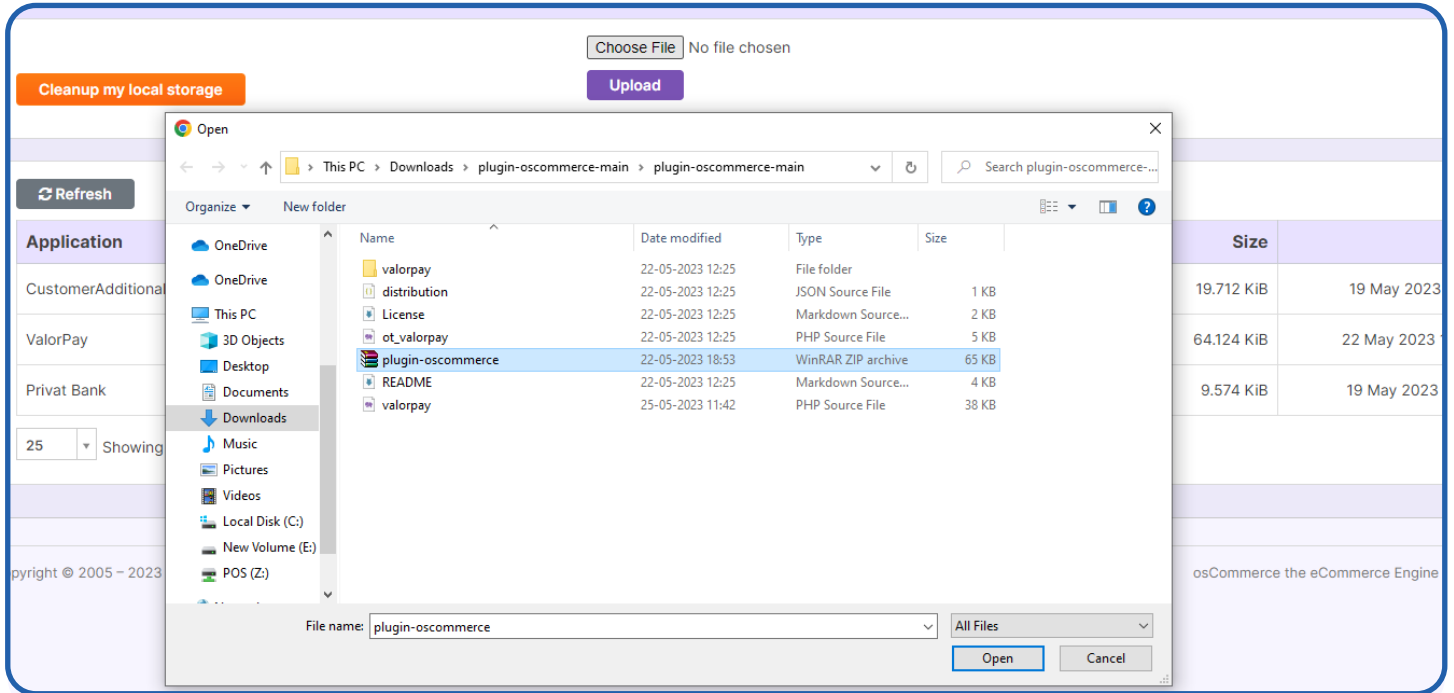 Choose File No file chosen
Cleanup my local storage
Upload
Open
This PC > Downloads > plugin-oscommerce-main > plugin-oscommerce-main
Search plugin-oscommerce-...
Refresh
Organize
New folder
Application
Size
Name
Date modified
Type
Size
OneDrive
OneDrive
This PC
3D Objects
Desktop
Documents
Downloads
Music
Pictures
Videos
Local Disk (C:)
New Volume (E:)
POS (Z:)
valorpay 22-05-2023 12:25 File folder
distribution 22-05-2023 12:25 JSON Source File 1 KB
License 22-05-2023 12:25 Markdown Source... 2 KB
ot_valorpay 22-05-2023 12:25 PHP Source File 5 KB
plugin-oscommerce 22-05-2023 18:53 WinRAR ZIP archive 65 KB
README 22-05-2023 12:25 Markdown Source... 4 KB
valorpay 25-05-2023 11:42 PHP Source File 38 KB
CustomerAdditional 19.712 KiB 19 May 2023
ValorPay 64.124 KiB 22 May 2023
Privat Bank 9.574 KiB 19 May 2023
25 Showing
pyright © 2005 – 2023
osCommerce the eCommerce Engine
File name: plugin-oscommerce
All Files
Open
Cancel